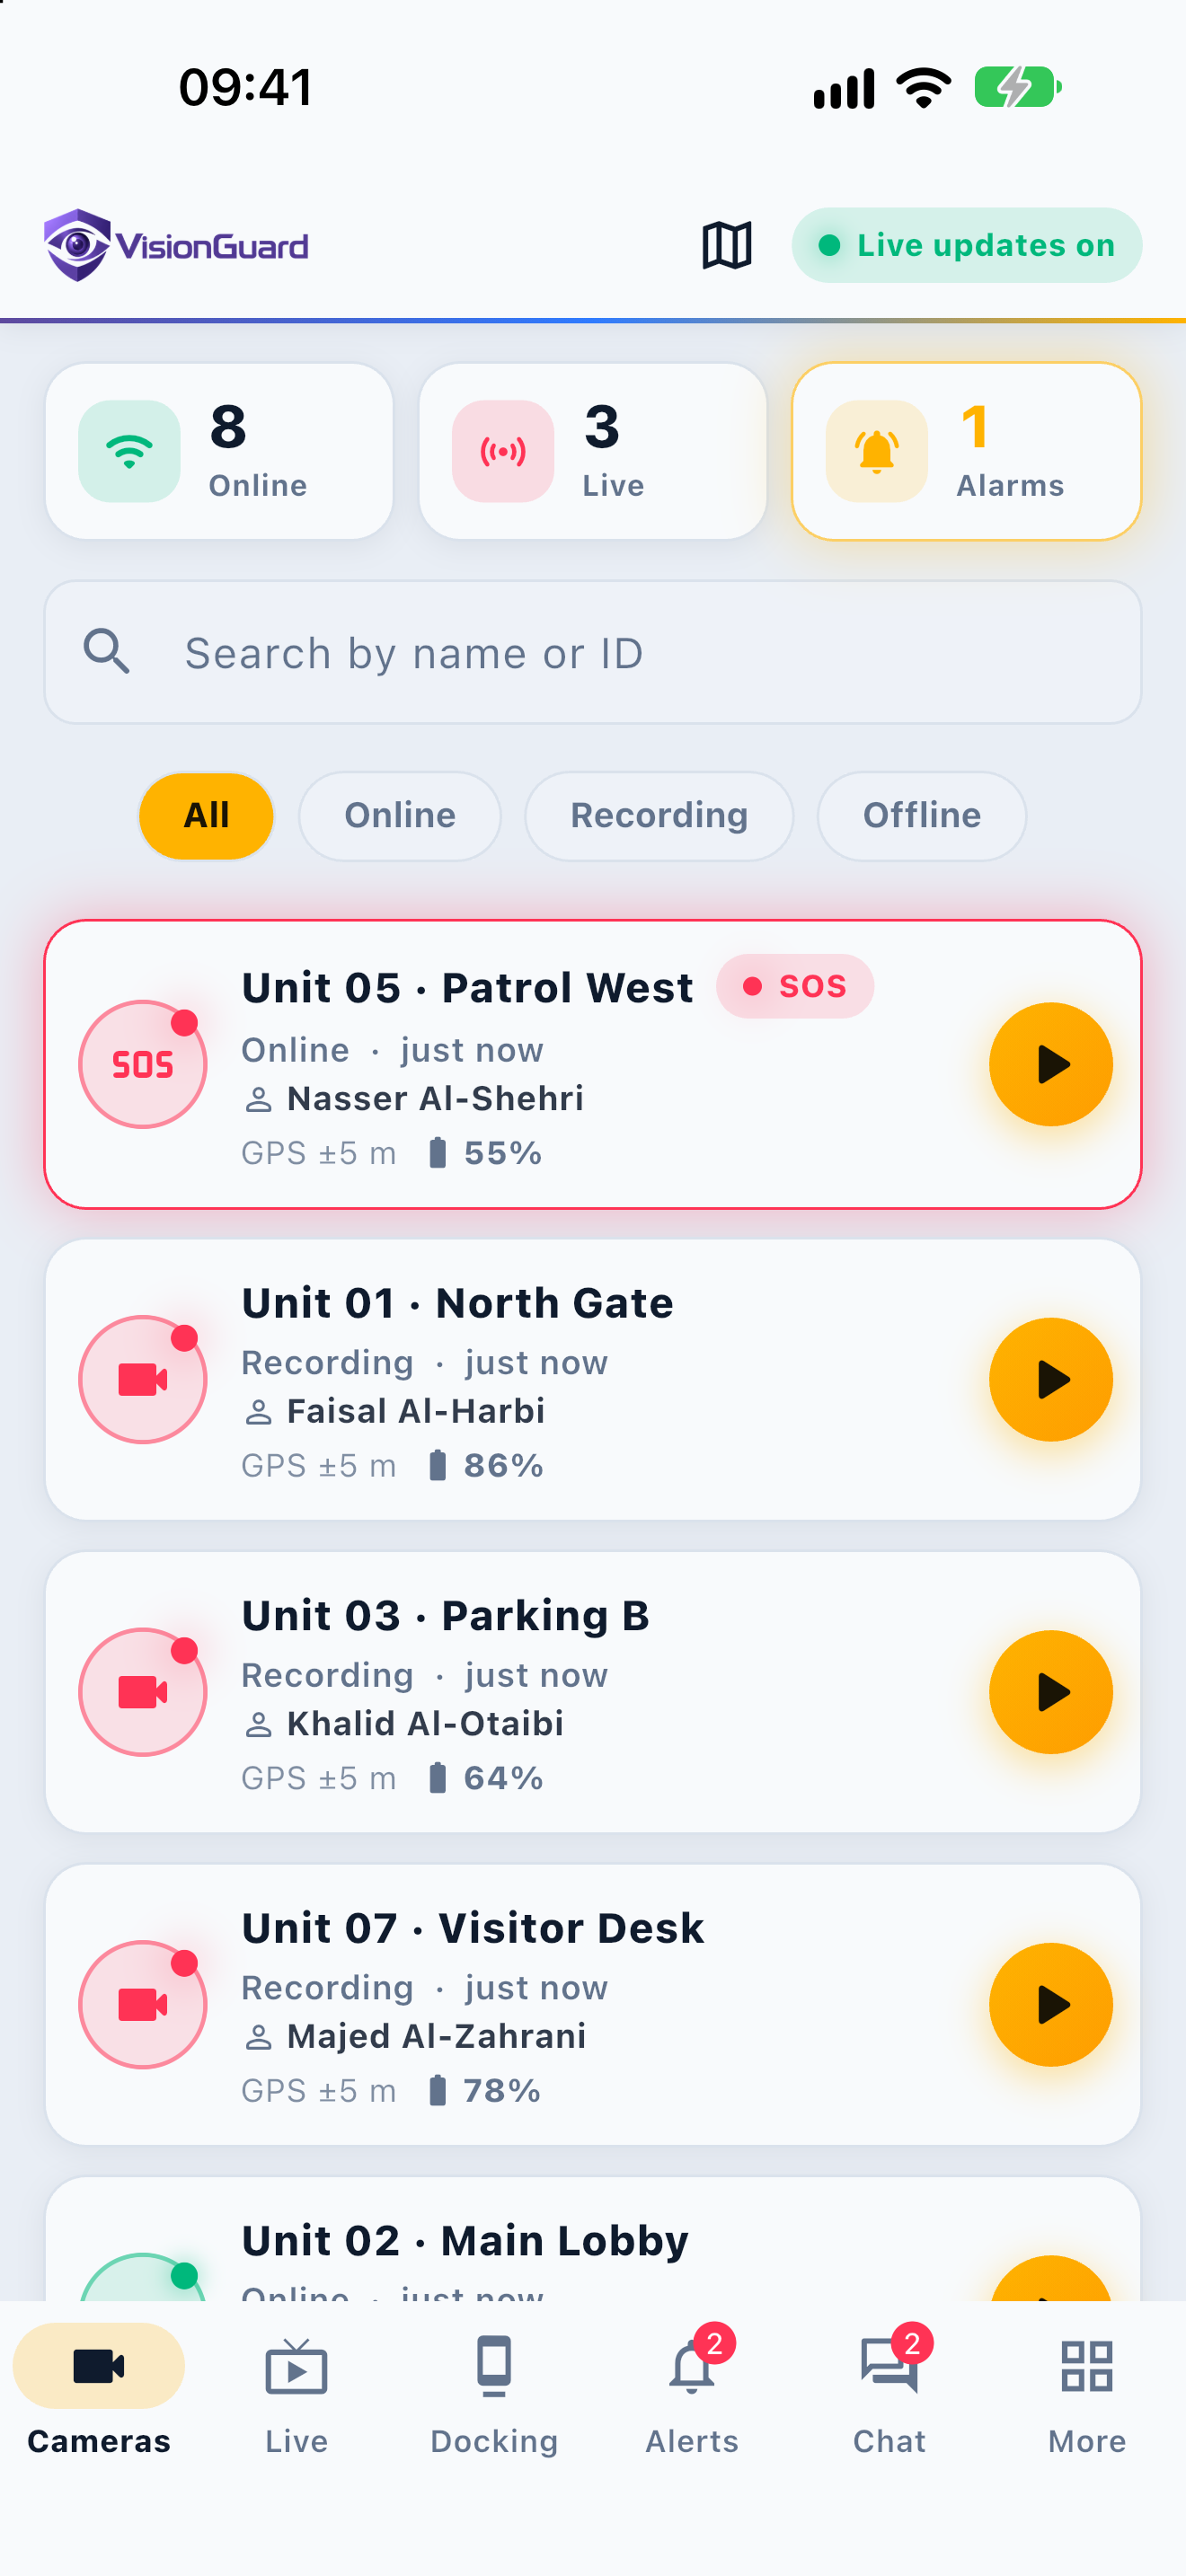 09:41
VisionGuard
Live updates on
8
Online
3
Live
1
Alarms
Search by name or ID
All
Online
Recording
Offline
Unit 05 · Patrol West
SOS
SOS
Online · just now
Nasser Al-Shehri
GPS ±5 m 55%
Unit 01 · North Gate
Recording · just now
Faisal Al-Harbi
GPS ±5 m 86%
Unit 03 · Parking B
Recording · just now
Khalid Al-Otaibi
GPS ±5 m 64%
Unit 07 · Visitor Desk
Recording · just now
Majed Al-Zahrani
GPS ±5 m 78%
Unit 02 · Main Lobby
Online · just now
2
2
Cameras
Live
Docking
Alerts
Chat
More